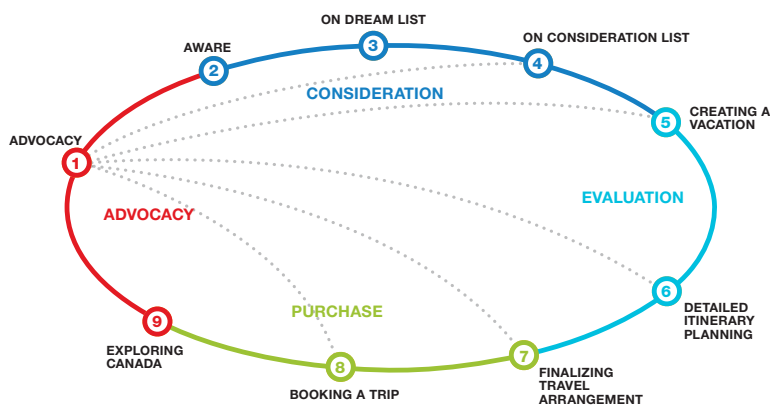 ON DREAM LIST
3
AWARE
2
ON CONSIDERATION LIST
4
CONSIDERATION
CREATING A
VACATION
5
ADVOCACY
1
ADVOCACY
EVALUATION
6
DETAILED
ITINERARY
PLANNING
PURCHASE
9
EXPLORING
CANADA
8
BOOKING A TRIP
7
FINALIZING
TRAVEL
ARRANGEMENT